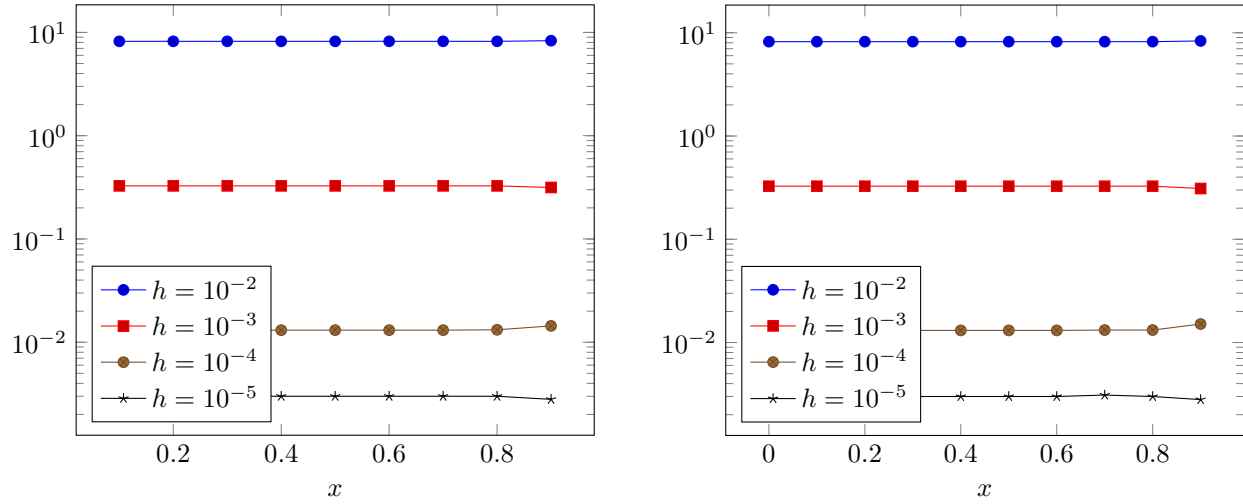 10^1
10^0
10^{-1}
10^{-2}
h = 10^{-2}
h = 10^{-3}
h = 10^{-4}
h = 10^{-5}
0.2 0.4 0.6 0.8
x
10^1
10^0
10^{-1}
10^{-2}
h = 10^{-2}
h = 10^{-3}
h = 10^{-4}
h = 10^{-5}
0 0.2 0.4 0.6 0.8
x